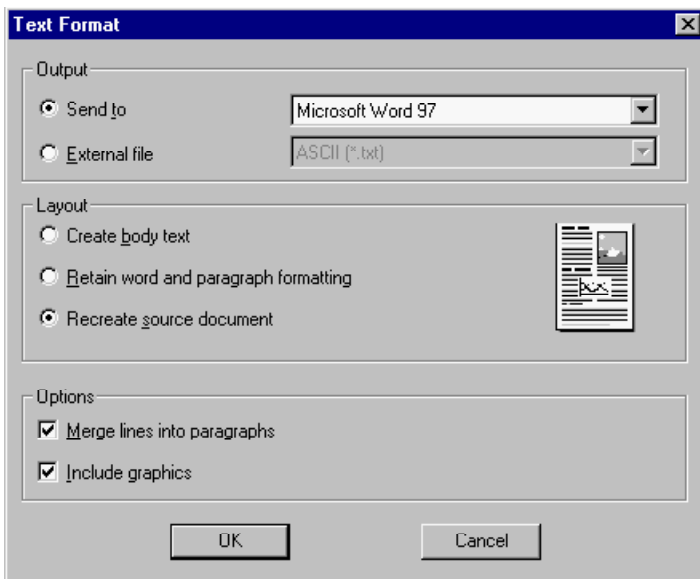 Text Format
Output
Send to
Microsoft Word 97
External file
ASCII (*.txt)
Layout
Create body text
Retain word and paragraph formatting
Recreate source document
Options
Merge lines into paragraphs
Include graphics
OK Cancel